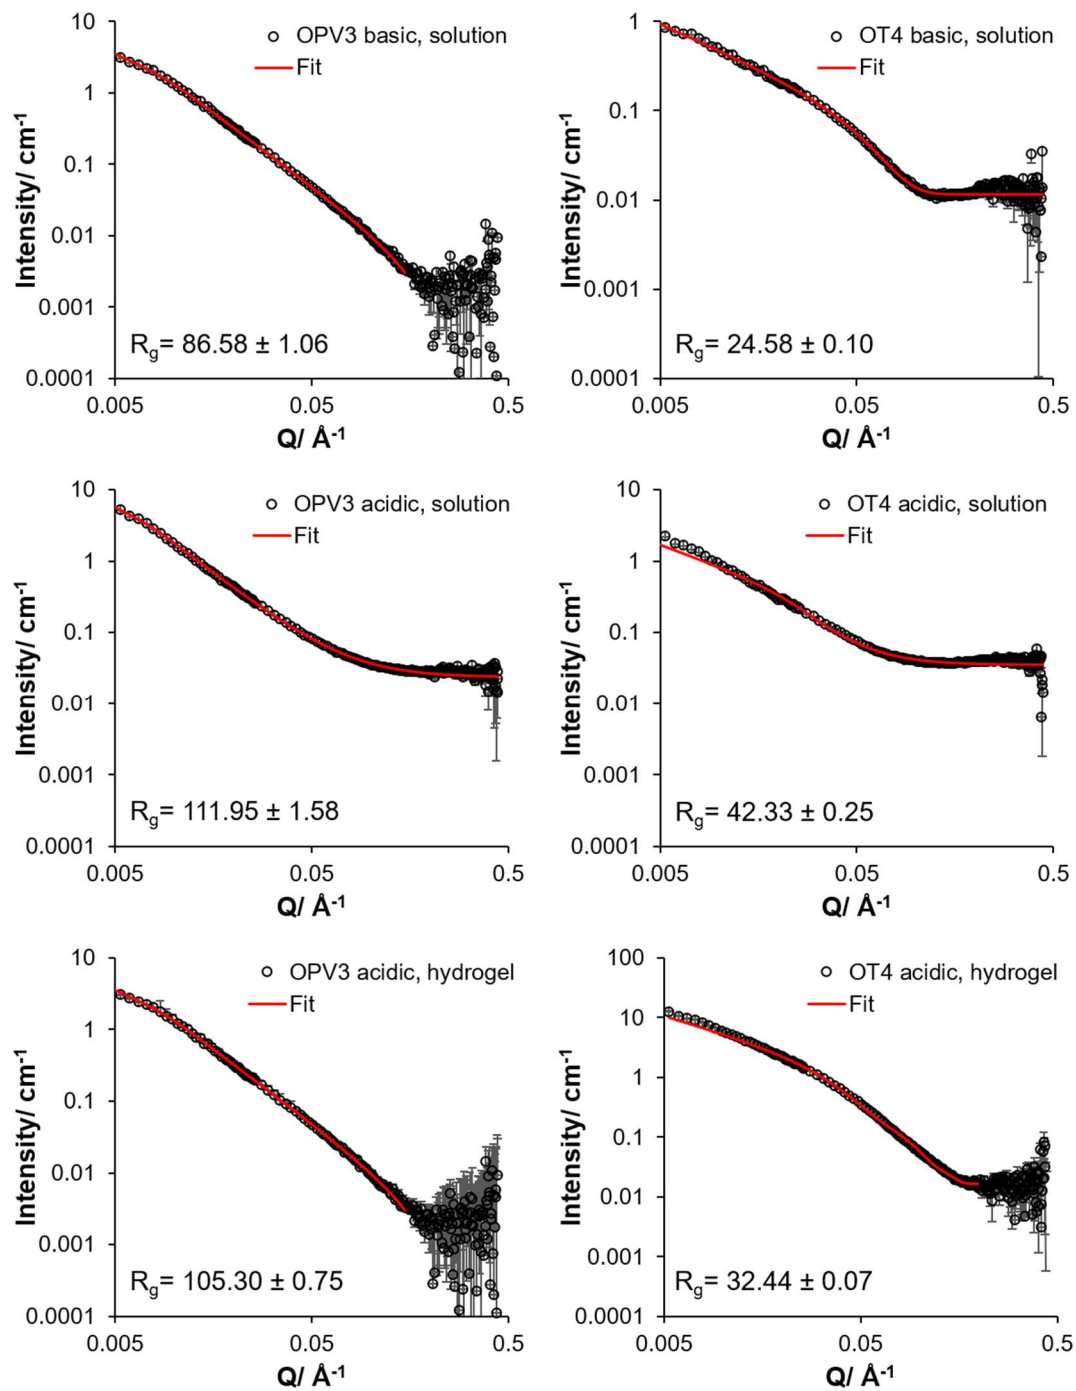 10
1
0.1
0.01
0.001
0.0001
Intensity/ cm⁻¹
OPV3 basic, solution
Fit
Rg= 86.58 ± 1.06
0.005
0.05
0.5
Q/ Å⁻¹
1
0.1
0.01
0.001
0.0001
Intensity/ cm⁻¹
OT4 basic, solution
Fit
Rg= 24.58 ± 0.10
0.005
0.05
0.5
Q/ Å⁻¹
10
1
0.1
0.01
0.001
0.0001
Intensity/ cm⁻¹
OPV3 acidic, solution
Fit
Rg= 111.95 ± 1.58
0.005
0.05
0.5
Q/ Å⁻¹
10
1
0.1
0.01
0.001
0.0001
Intensity/ cm⁻¹
OT4 acidic, solution
Fit
Rg= 42.33 ± 0.25
0.005
0.05
0.5
Q/ Å⁻¹
10
1
0.1
0.01
0.001
0.0001
Intensity/ cm⁻¹
OPV3 acidic, hydrogel
Fit
Rg= 105.30 ± 0.75
0.005
0.05
0.5
Q/ Å⁻¹
100
10
1
0.1
0.01
0.001
0.0001
Intensity/ cm⁻¹
OT4 acidic, hydrogel
Fit
Rg= 32.44 ± 0.07
0.005
0.05
0.5
Q/ Å⁻¹